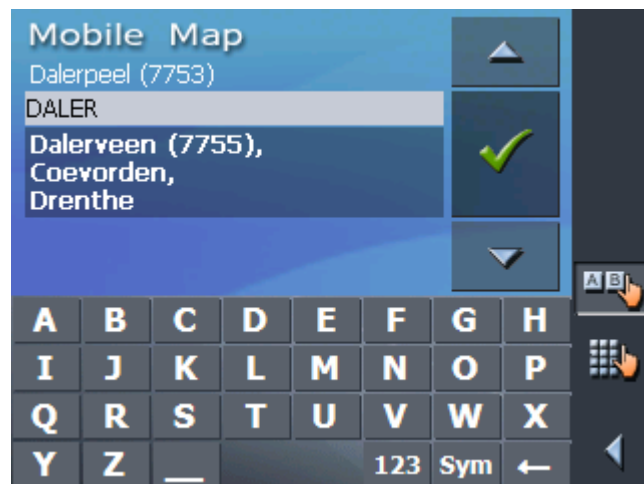 Mobile Map
Dalerpeel (7753)
DALER
Dalerveen (7755),
Coevorden,
Drenthe
A B
A B C D E F G H
I J K L M N O P
Q R S T U V W X
Y Z _ 123 Sym ←